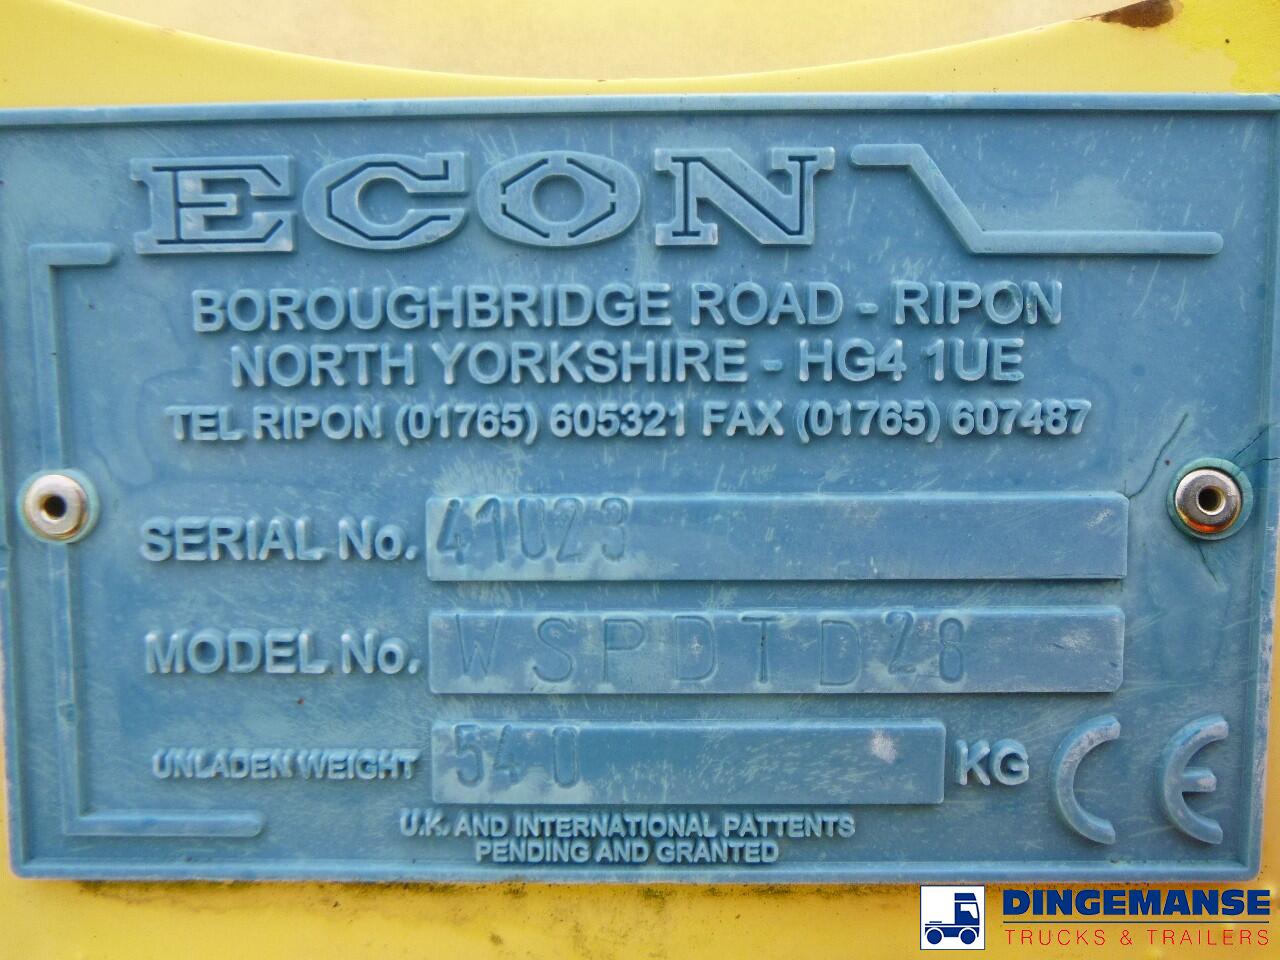 ECON
BOROUGHBRIDGE ROAD - RIPON
NORTH YORKSHIRE - HG4 1UE
TEL RIPON (01765) 605321 FAX (01765) 607487
SERIAL No. 41023
MODEL No. WSPDTD28
UNLADEN WEIGHT 540 KG CE
U.K. AND INTERNATIONAL PATTENTS
PENDING AND GRANTED
DINGEMANSE
TRUCKS & TRAILERS